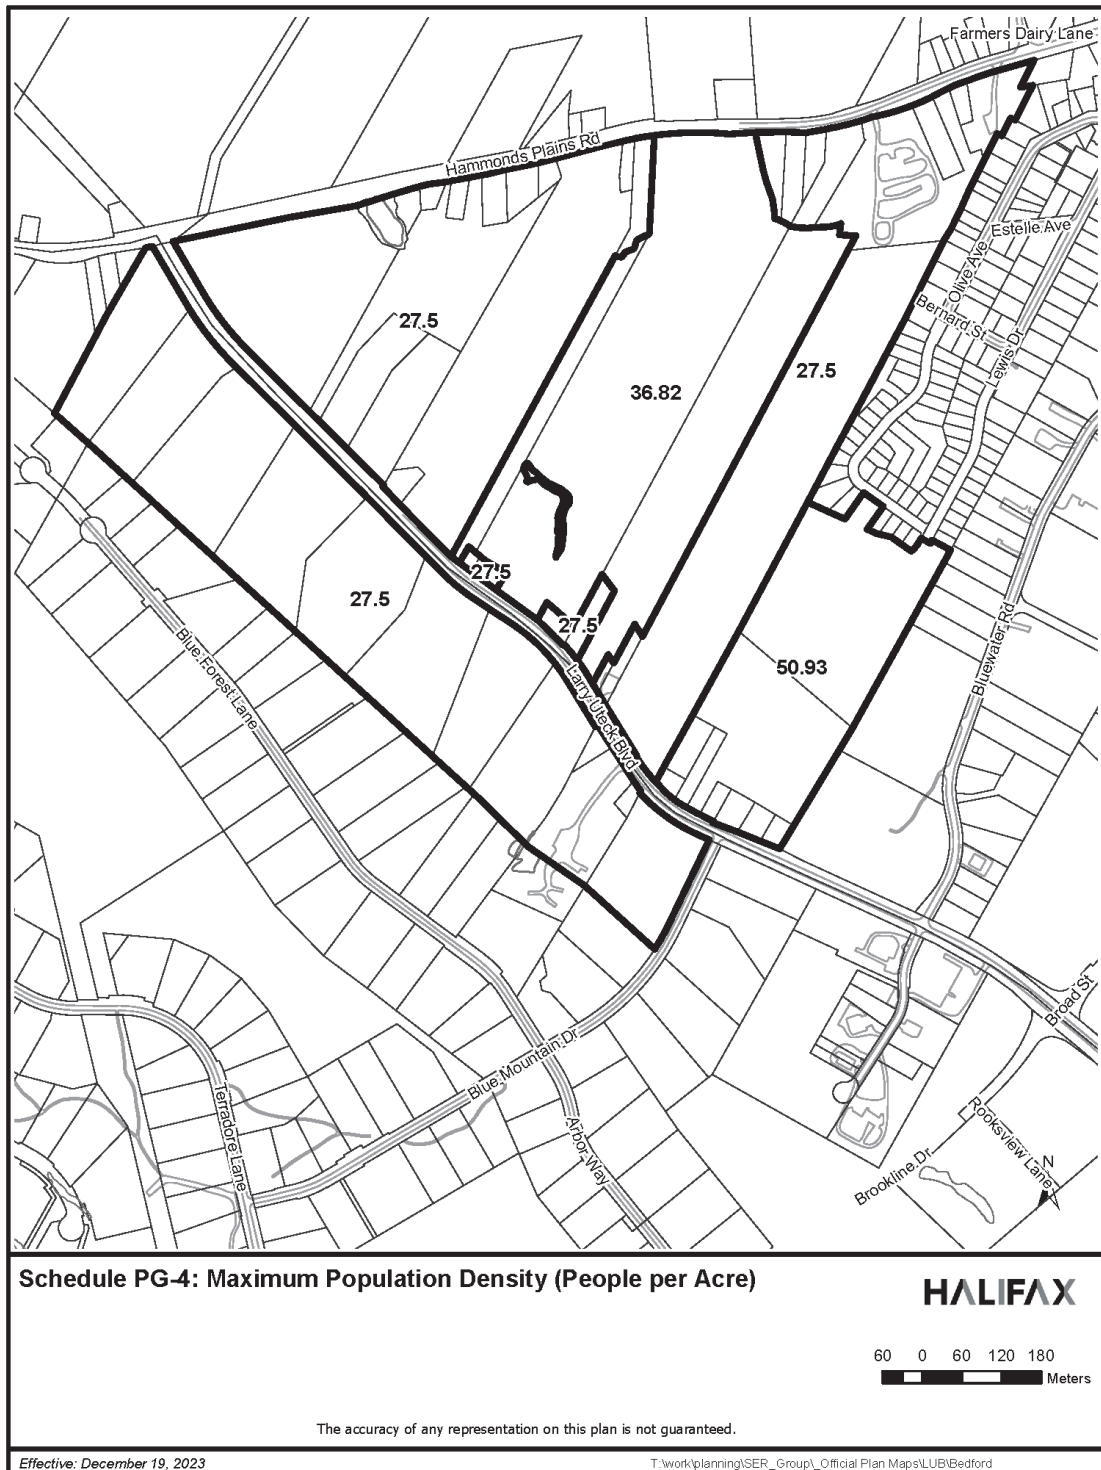 Farmers Dairy Lane
Hammonds Plains Rd
Estelle Ave
Olive Ave
Bernard St
Lewis Dr
27.5
36.82
27.5
27.5
27.5
27.5
50.93
Blue Forest Lane
Larry Uteck Blvd
Bluewater Rd
Broad St
Blue Mountain Dr
Terradore Lane
Arbor Way
Rooksview Lane
Brookline Dr
N
Schedule PG-4: Maximum Population Density (People per Acre)
HALIFAX
60 0 60 120 180
Meters
The accuracy of any representation on this plan is not guaranteed.
Effective: December 19, 2023
T:\work\planning\SER_Group\_Official Plan Maps\LUB\Bedford